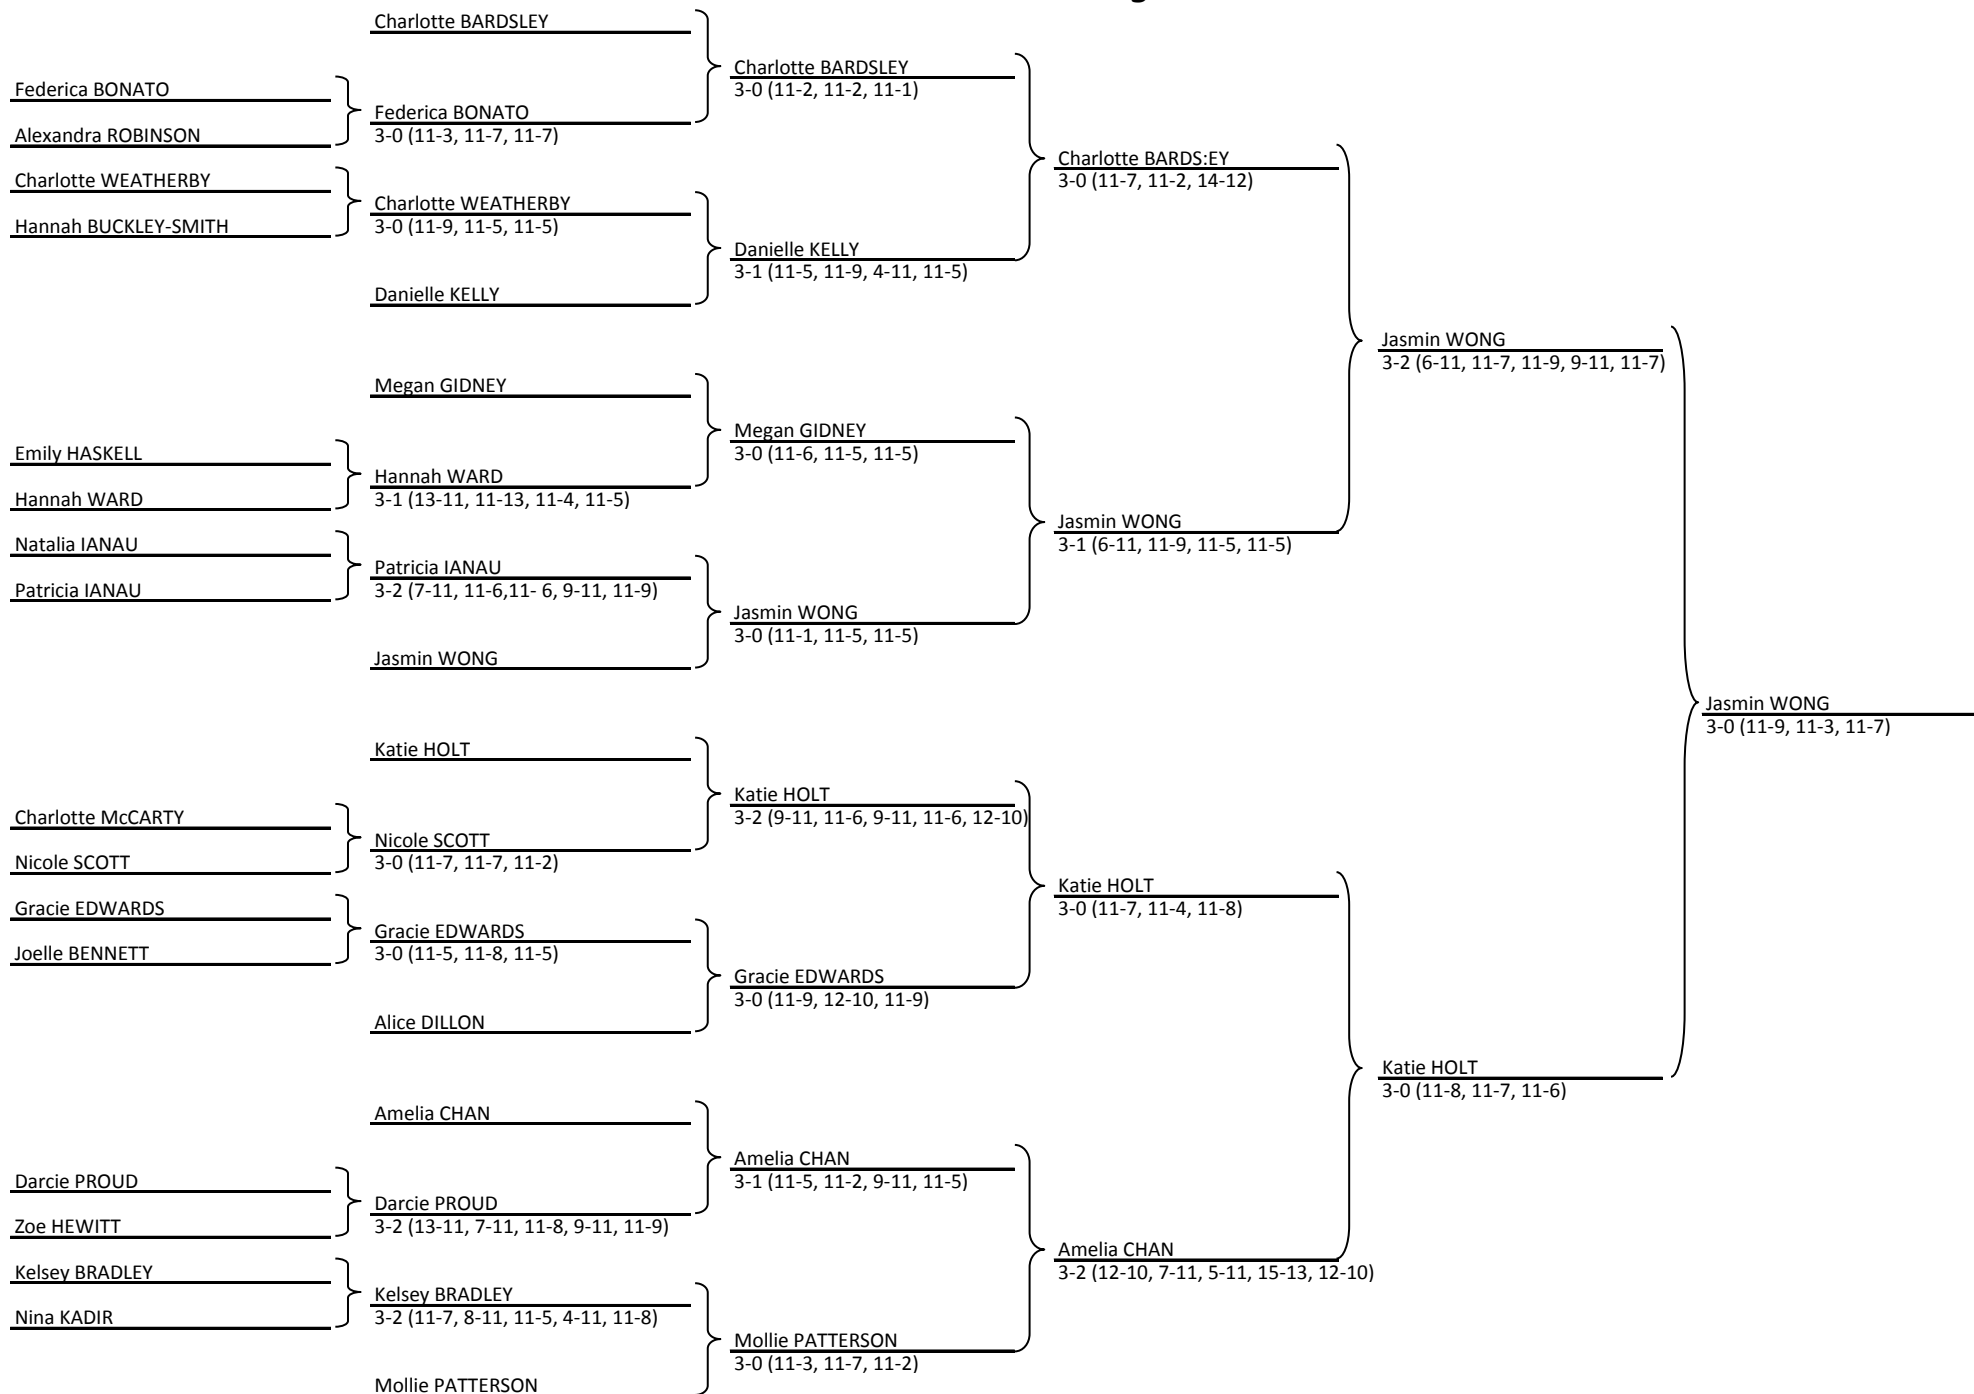 Charlotte BARDSLEY
Charlotte BARDSLEY
Federica BONATO
3-0 (11-2, 11-2, 11-1)
Federica BONATO
Alexandra ROBINSON
3-0 (11-3, 11-7, 11-7)
Charlotte BARDS:EY
Charlotte WEATHERBY
3-0 (11-7, 11-2, 14-12)
Charlotte WEATHERBY
Hannah BUCKLEY-SMITH
3-0 (11-9, 11-5, 11-5)
Danielle KELLY
3-1 (11-5, 11-9, 4-11, 11-5)
Danielle KELLY
Jasmin WONG
3-2 (6-11, 11-7, 11-9, 9-11, 11-7)
Megan GIDNEY
Megan GIDNEY
Emily HASKELL
3-0 (11-6, 11-5, 11-5)
Hannah WARD
Hannah WARD
3-1 (13-11, 11-13, 11-4, 11-5)
Jasmin WONG
Natalia IANAU
3-1 (6-11, 11-9, 11-5, 11-5)
Patricia IANAU
Patricia IANAU
3-2 (7-11, 11-6,11- 6, 9-11, 11-9)
Jasmin WONG
3-0 (11-1, 11-5, 11-5)
Jasmin WONG
Jasmin WONG
3-0 (11-9, 11-3, 11-7)
Katie HOLT
Katie HOLT
Charlotte McCARTY
3-2 (9-11, 11-6, 9-11, 11-6, 12-10)
Nicole SCOTT
Nicole SCOTT
3-0 (11-7, 11-7, 11-2)
Katie HOLT
Gracie EDWARDS
3-0 (11-7, 11-4, 11-8)
Gracie EDWARDS
Joelle BENNETT
3-0 (11-5, 11-8, 11-5)
Gracie EDWARDS
3-0 (11-9, 12-10, 11-9)
Alice DILLON
Katie HOLT
3-0 (11-8, 11-7, 11-6)
Amelia CHAN
Amelia CHAN
Darcie PROUD
3-1 (11-5, 11-2, 9-11, 11-5)
Darcie PROUD
Zoe HEWITT
3-2 (13-11, 7-11, 11-8, 9-11, 11-9)
Amelia CHAN
Kelsey BRADLEY
3-2 (12-10, 7-11, 5-11, 15-13, 12-10)
Kelsey BRADLEY
Nina KADIR
3-2 (11-7, 8-11, 11-5, 4-11, 11-8)
Mollie PATTERSON
3-0 (11-3, 11-7, 11-2)
Mollie PATTERSON